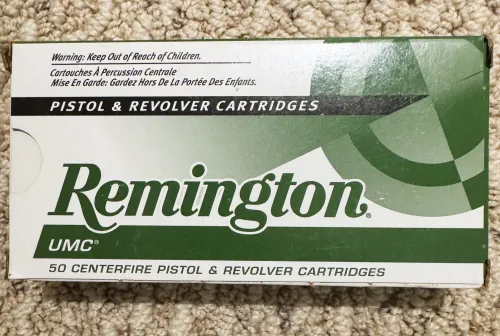 Warning: Keep Out of Reach of Children.
Cartouches À Percussion Centrale
Mise En Garde: Gardez Hors De La Portée Des Enfants.
PISTOL & REVOLVER CARTRIDGES
Remington®
UMC®
50 CENTERFIRE PISTOL & REVOLVER CARTRIDGES